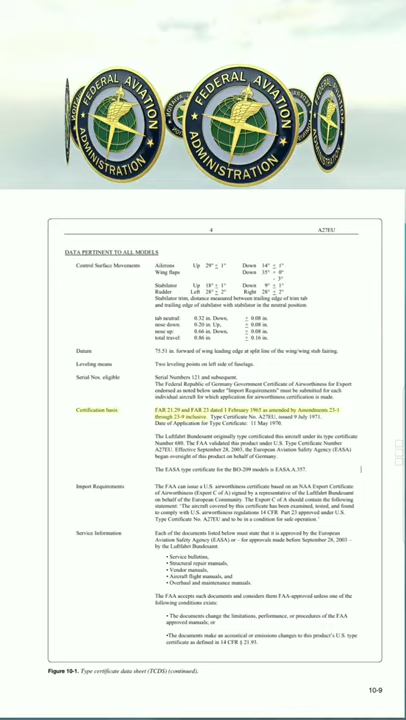 FEDERAL AVIATION
ADMINISTRATION
FEDERAL AVIATION
ADMINISTRATION
4 A27EU
DATA PERTINENT TO ALL MODELS
Control Surface Movements Ailerons Up 29° ± 1° Down 14° ± 1°
Wing flaps Down 35° + 0°
- 3°
Stabilator Up 18° ± 1° Down 9° ± 1°
Rudder Left 28° ± 2° Right 28° ± 2°
Stabilator trim, distance measured between trailing edge of trim tab
and trailing edge of stabilator with stabilator in the neutral position
tab neutral: 0.32 in. Down, ± 0.08 in.
nose down: 0.20 in. Up, ± 0.08 in.
nose up: 0.66 in. Down, ± 0.08 in.
total travel: 0.86 in. ± 0.16 in.
Datum 75.51 in. forward of wing leading edge at split line of the wing/wing stub fairing.
Leveling means Two leveling points on left side of fuselage.
Serial Nos. eligible Serial Numbers 121 and subsequent.
The Federal Republic of Germany Government Certificate of Airworthiness for Export
endorsed as noted below under "Import Requirements" must be submitted for each
individual aircraft for which application for airworthiness certification is made.
Certification basis FAR 21.29 and FAR 23 dated 1 February 1965 as amended by Amendments 23-1
through 23-9 inclusive. Type Certificate No. A27EU, issued 9 July 1971.
Date of Application for Type Certificate: 11 May 1970.
The Luftfahrt Bundesamt originally type certificated this aircraft under its type certificate
Number 680. The FAA validated this product under U.S. Type Certificate Number
A27EU. Effective September 28, 2003, the European Aviation Safety Agency (EASA)
began oversight of this product on behalf of Germany.
The EASA type certificate for the BO-209 models is EASA.A.357.
Import Requirements The FAA can issue a U.S. airworthiness certificate based on an NAA Export Certificate
of Airworthiness (Export C of A) signed by a representative of the Luftfahrt Bundesamt
on behalf of the European Community. The Export C of A should contain the following
statement: 'The aircraft covered by this certificate has been examined, tested, and found
to comply with U.S. airworthiness regulations 14 CFR. Part 23 approved under U.S.
Type Certificate No. A27EU and to be in a condition for safe operation.'
Service Information Each of the documents listed below must state that it is approved by the European
Aviation Safety Agency (EASA) or – for approvals made before September 28, 2003 –
by the Luftfahrt Bundesamt.
• Service bulletins,
• Structural repair manuals,
• Vendor manuals,
• Aircraft flight manuals, and
• Overhaul and maintenance manuals.
The FAA accepts such documents and considers them FAA-approved unless one of the
following conditions exists:
• The documents change the limitations, performance, or procedures of the FAA
approved manuals; or
•The documents make an acoustical or emissions changes to this product's U.S. type
certificate as defined in 14 CFR § 21.93.
Figure 10-1. Type certificate data sheet (TCDS) (continued).
10-9